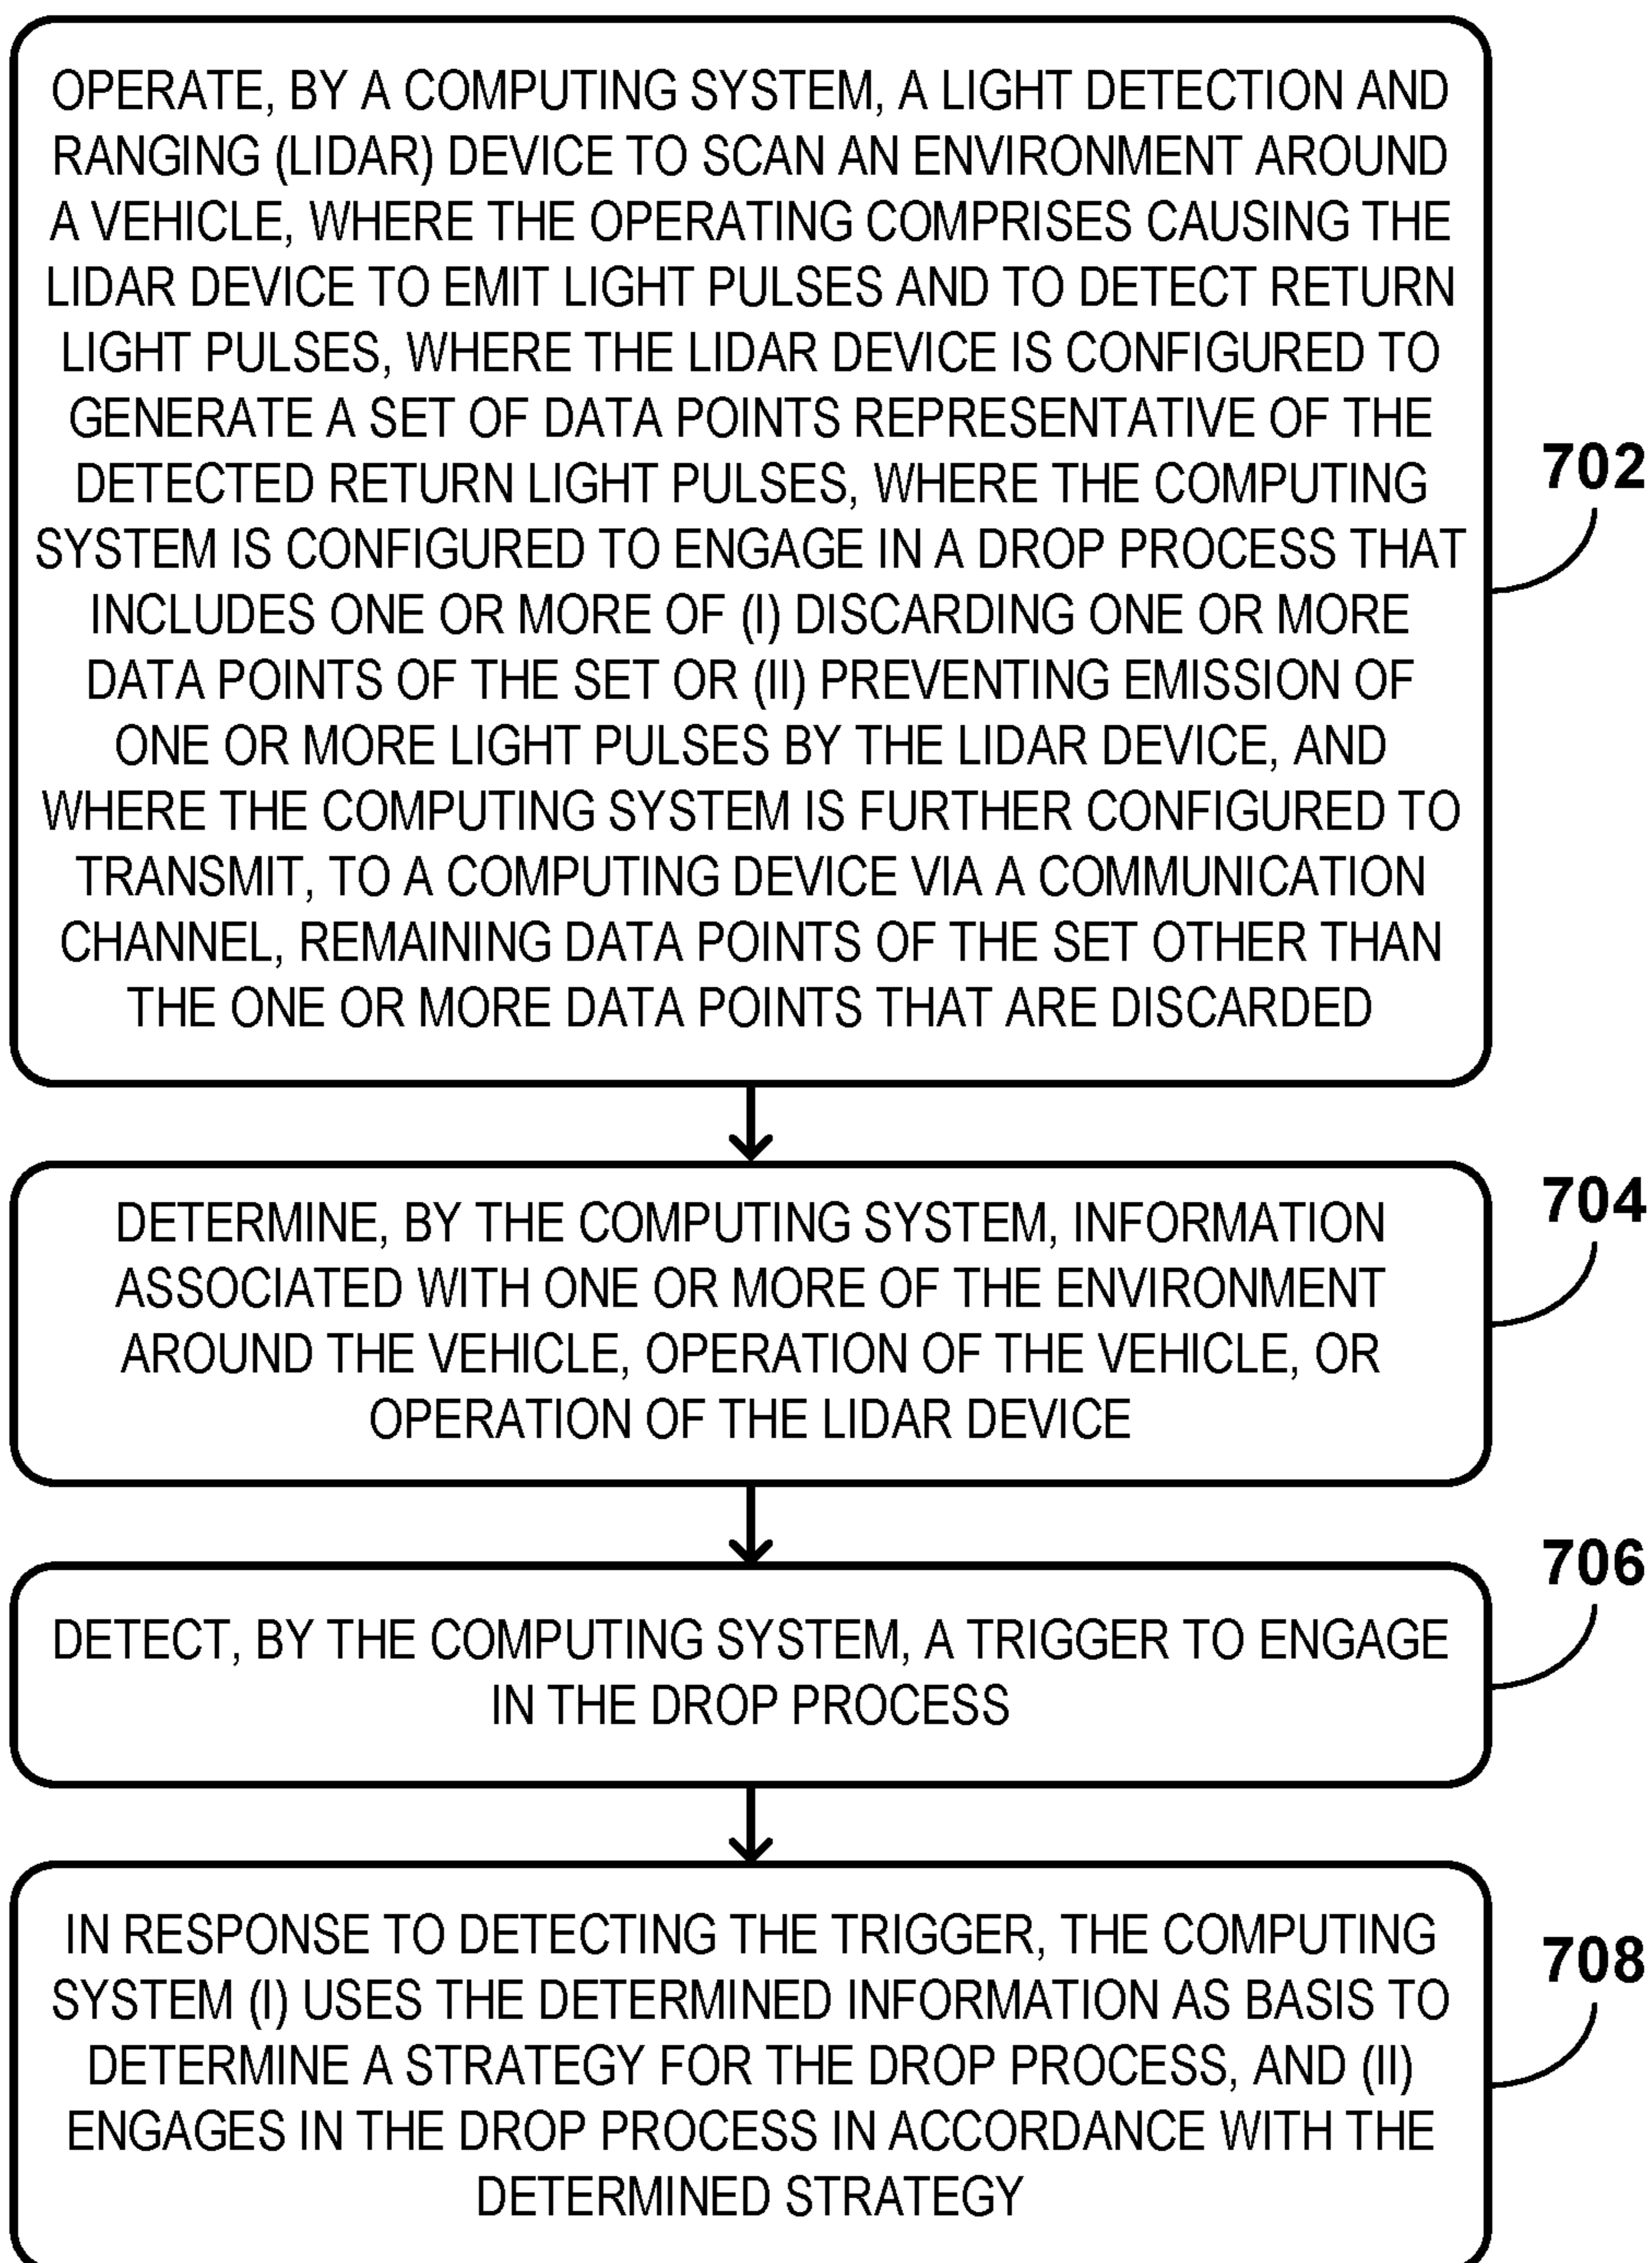 OPERATE, BY A COMPUTING SYSTEM, A LIGHT DETECTION AND
RANGING (LIDAR) DEVICE TO SCAN AN ENVIRONMENT AROUND
A VEHICLE, WHERE THE OPERATING COMPRISES CAUSING THE
LIDAR DEVICE TO EMIT LIGHT PULSES AND TO DETECT RETURN
LIGHT PULSES, WHERE THE LIDAR DEVICE IS CONFIGURED TO
GENERATE A SET OF DATA POINTS REPRESENTATIVE OF THE
DETECTED RETURN LIGHT PULSES, WHERE THE COMPUTING
SYSTEM IS CONFIGURED TO ENGAGE IN A DROP PROCESS THAT
INCLUDES ONE OR MORE OF (I) DISCARDING ONE OR MORE
DATA POINTS OF THE SET OR (II) PREVENTING EMISSION OF
ONE OR MORE LIGHT PULSES BY THE LIDAR DEVICE, AND
WHERE THE COMPUTING SYSTEM IS FURTHER CONFIGURED TO
TRANSMIT, TO A COMPUTING DEVICE VIA A COMMUNICATION
CHANNEL, REMAINING DATA POINTS OF THE SET OTHER THAN
THE ONE OR MORE DATA POINTS THAT ARE DISCARDED
702
DETERMINE, BY THE COMPUTING SYSTEM, INFORMATION
ASSOCIATED WITH ONE OR MORE OF THE ENVIRONMENT
AROUND THE VEHICLE, OPERATION OF THE VEHICLE, OR
OPERATION OF THE LIDAR DEVICE
704
DETECT, BY THE COMPUTING SYSTEM, A TRIGGER TO ENGAGE
IN THE DROP PROCESS
706
IN RESPONSE TO DETECTING THE TRIGGER, THE COMPUTING
SYSTEM (I) USES THE DETERMINED INFORMATION AS BASIS TO
DETERMINE A STRATEGY FOR THE DROP PROCESS, AND (II)
ENGAGES IN THE DROP PROCESS IN ACCORDANCE WITH THE
DETERMINED STRATEGY
708